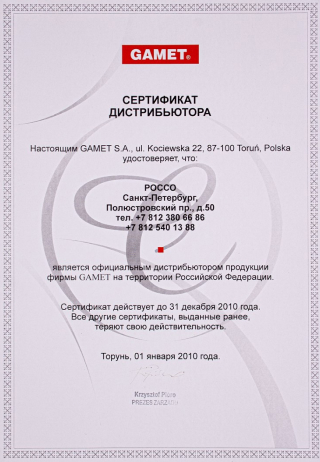 GAMET®
СЕРТИФИКАТ
ДИСТРИБЬЮТОРА
Настоящим GAMET S.A., ul. Kociewska 22, 87-100 Toruń, Polska
удостоверяет, что:
РОССО
Санкт-Петербург,
Полюстровский пр., д.50
тел. +7 812 380 66 86
+7 812 540 13 88
является официальным дистрибьютором продукции
фирмы GAMET на территории Российской Федерации.
Сертификат действует до 31 декабря 2010 года.
Все другие сертификаты, выданные ранее,
теряют свою действительность.
Торунь, 01 января 2010 года.
Krzysztof
PREZES ZARZĄDU